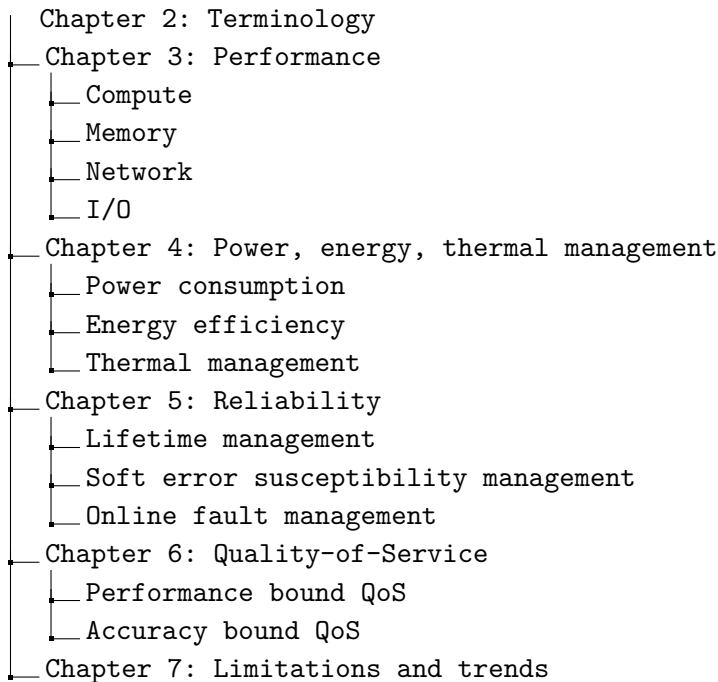 Chapter 2: Terminology
Chapter 3: Performance
Compute
Memory
Network
I/O
Chapter 4: Power, energy, thermal management
Power consumption
Energy efficiency
Thermal management
Chapter 5: Reliability
Lifetime management
Soft error susceptibility management
Online fault management
Chapter 6: Quality-of-Service
Performance bound QoS
Accuracy bound QoS
Chapter 7: Limitations and trends